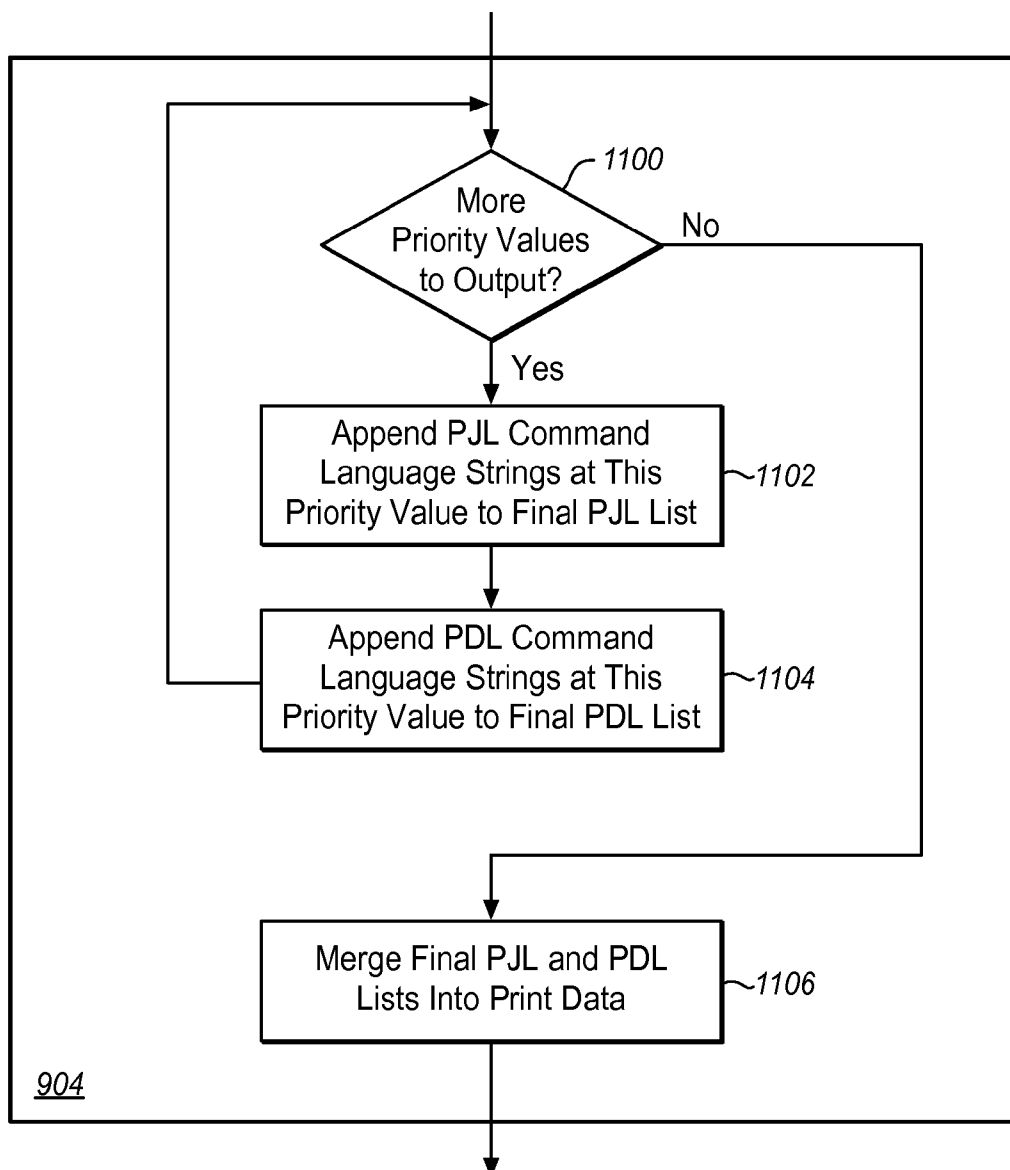 1100
More
Priority Values
to Output?
No
Yes
Append PJL Command
Language Strings at This
Priority Value to Final PJL List
1102
Append PDL Command
Language Strings at This
Priority Value to Final PDL List
1104
Merge Final PJL and PDL
Lists Into Print Data
1106
904